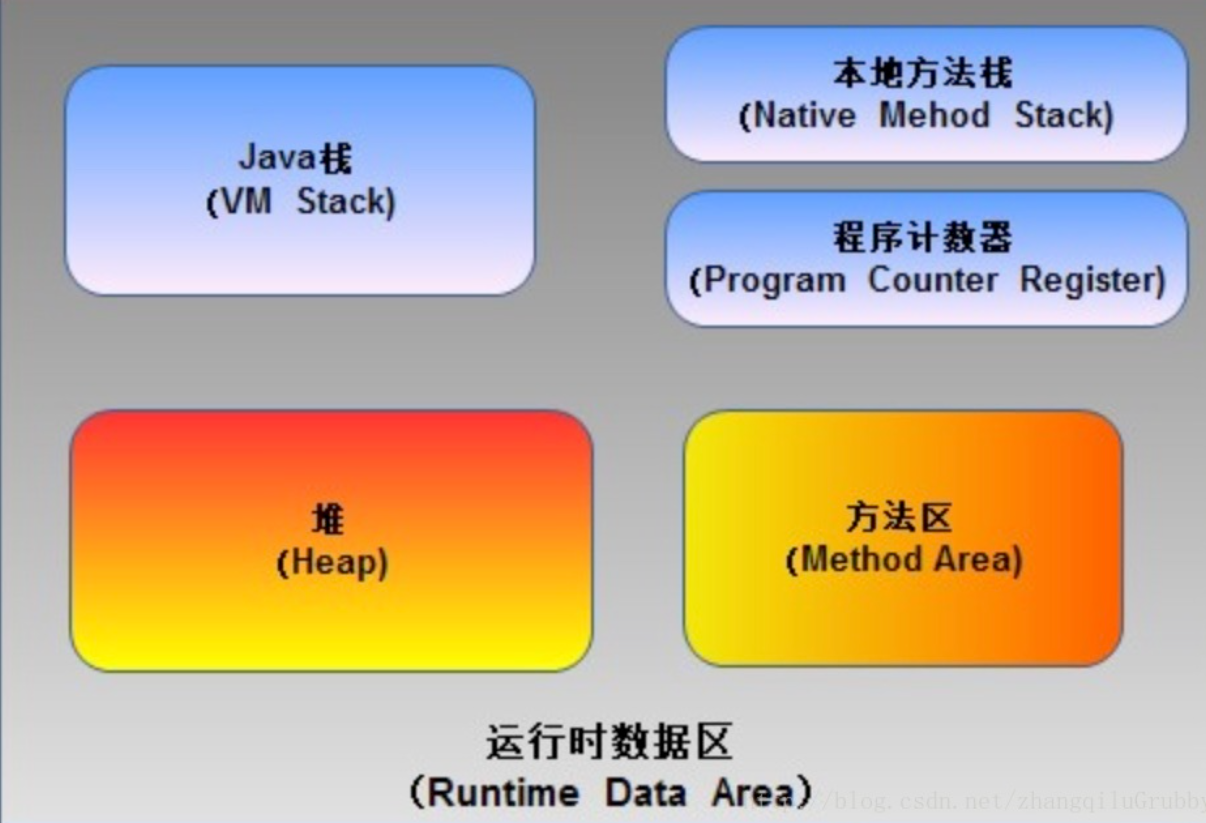 Java栈
(VM Stack)
本地方法栈
(Native Mehod Stack)
程序计数器
(Program Counter Register)
堆
(Heap)
方法区
(Method Area)
运行时数据区
（Runtime Data Area）
/blog.csdn.net/zhangqiluGrubby